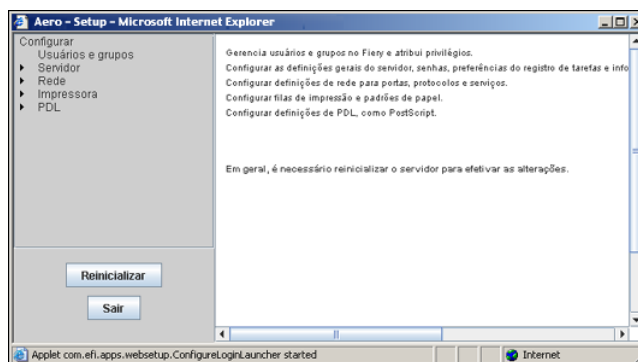 Aero - Setup - Microsoft Internet Explorer
Configurar
Usuários e grupos
Servidor
Rede
Impressora
PDL
Gerencia usuários e grupos no Fiery e atribui privilégios.
Configurar as definições gerais do servidor, senhas, preferências do registro de tarefas e info
Configurar definições de rede para portas, protocolos e serviços.
Configurar filas de impressão e padrões de papel.
Configurar definições de PDL, como PostScript.
Em geral, é necessário reinicializar o servidor para efetivar as alterações.
Reinicializar
Sair
Applet com.efi.apps.websetup.ConfigureLoginLauncher started
Internet